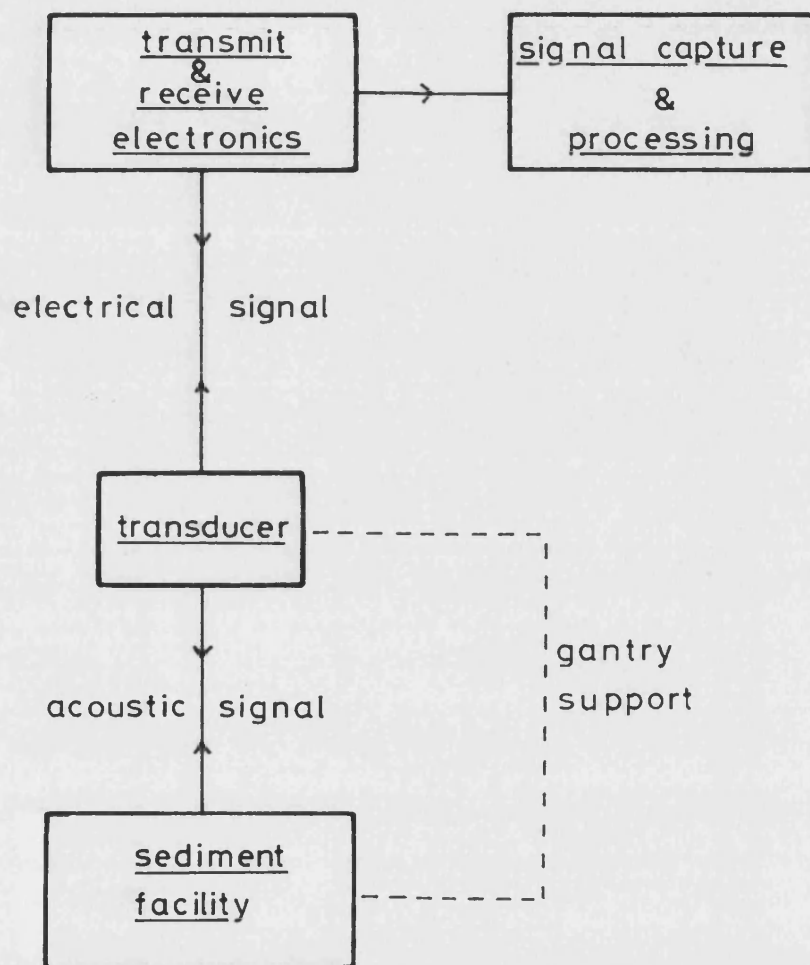 transmit
&
receive
electronics
signal capture
&
processing
electrical signal
transducer
gantry
support
acoustic signal
sediment
facility